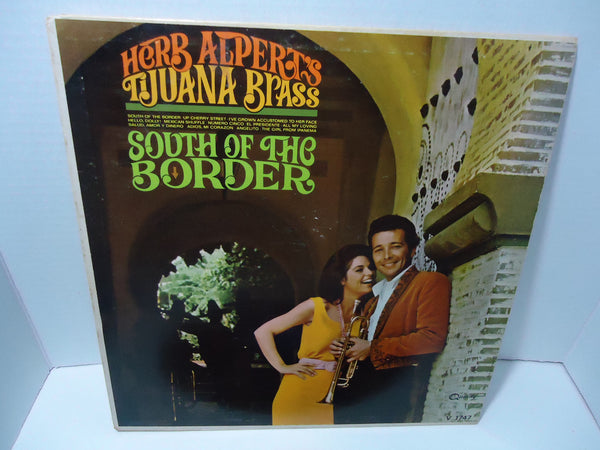 HERB ALPERT'S
TIJUANA BRASS
SOUTH OF THE BORDER · UP CHERRY STREET · I'VE GROWN ACCUSTOMED TO HER FACE
HELLO, DOLLY! · MEXICAN SHUFFLE · NUMERO CINCO · EL PRESIDENTE · ALL MY LOVING
SALUD, AMOR Y DINERO · ADIOS, MI CORAZON · ANGELITO · THE GIRL FROM IPANEMA
SOUTH OF THE
BORDER
V 1747